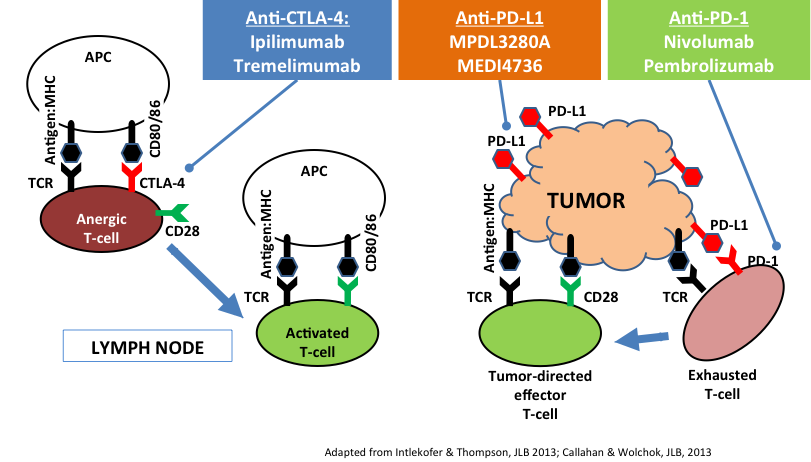 Anti-CTLA-4:
Ipilimumab
Tremelimumab
Anti-PD-L1
MPDL3280A
MEDI4736
Anti-PD-1
Nivolumab
Pembrolizumab
APC
Antigen:MHC
CD80/86
TCR
CTLA-4
Anergic
T-cell
CD28
APC
Antigen:MHC
CD80/86
TCR
Activated
T-cell
LYMPH NODE
PD-L1
PD-L1
TUMOR
PD-L1
PD-1
Antigen:MHC
TCR
CD28
TCR
Tumor-directed
effector
T-cell
Exhausted
T-cell
Adapted from Intlekofer & Thompson, JLB 2013; Callahan & Wolchok, JLB, 2013